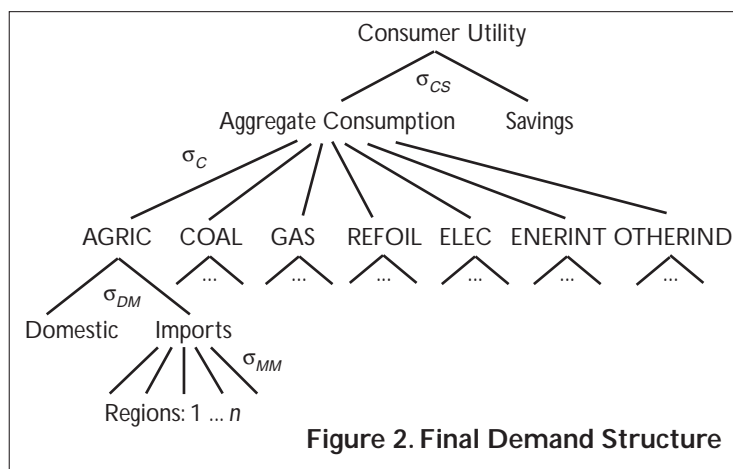 Consumer Utility
σCS
Aggregate Consumption Savings
σC
AGRIC COAL GAS REFOIL ELEC ENERINT OTHERIND
... ... ... ... ... ...
σDM
Domestic Imports
σMM
Regions: 1 ... n
Figure 2. Final Demand Structure